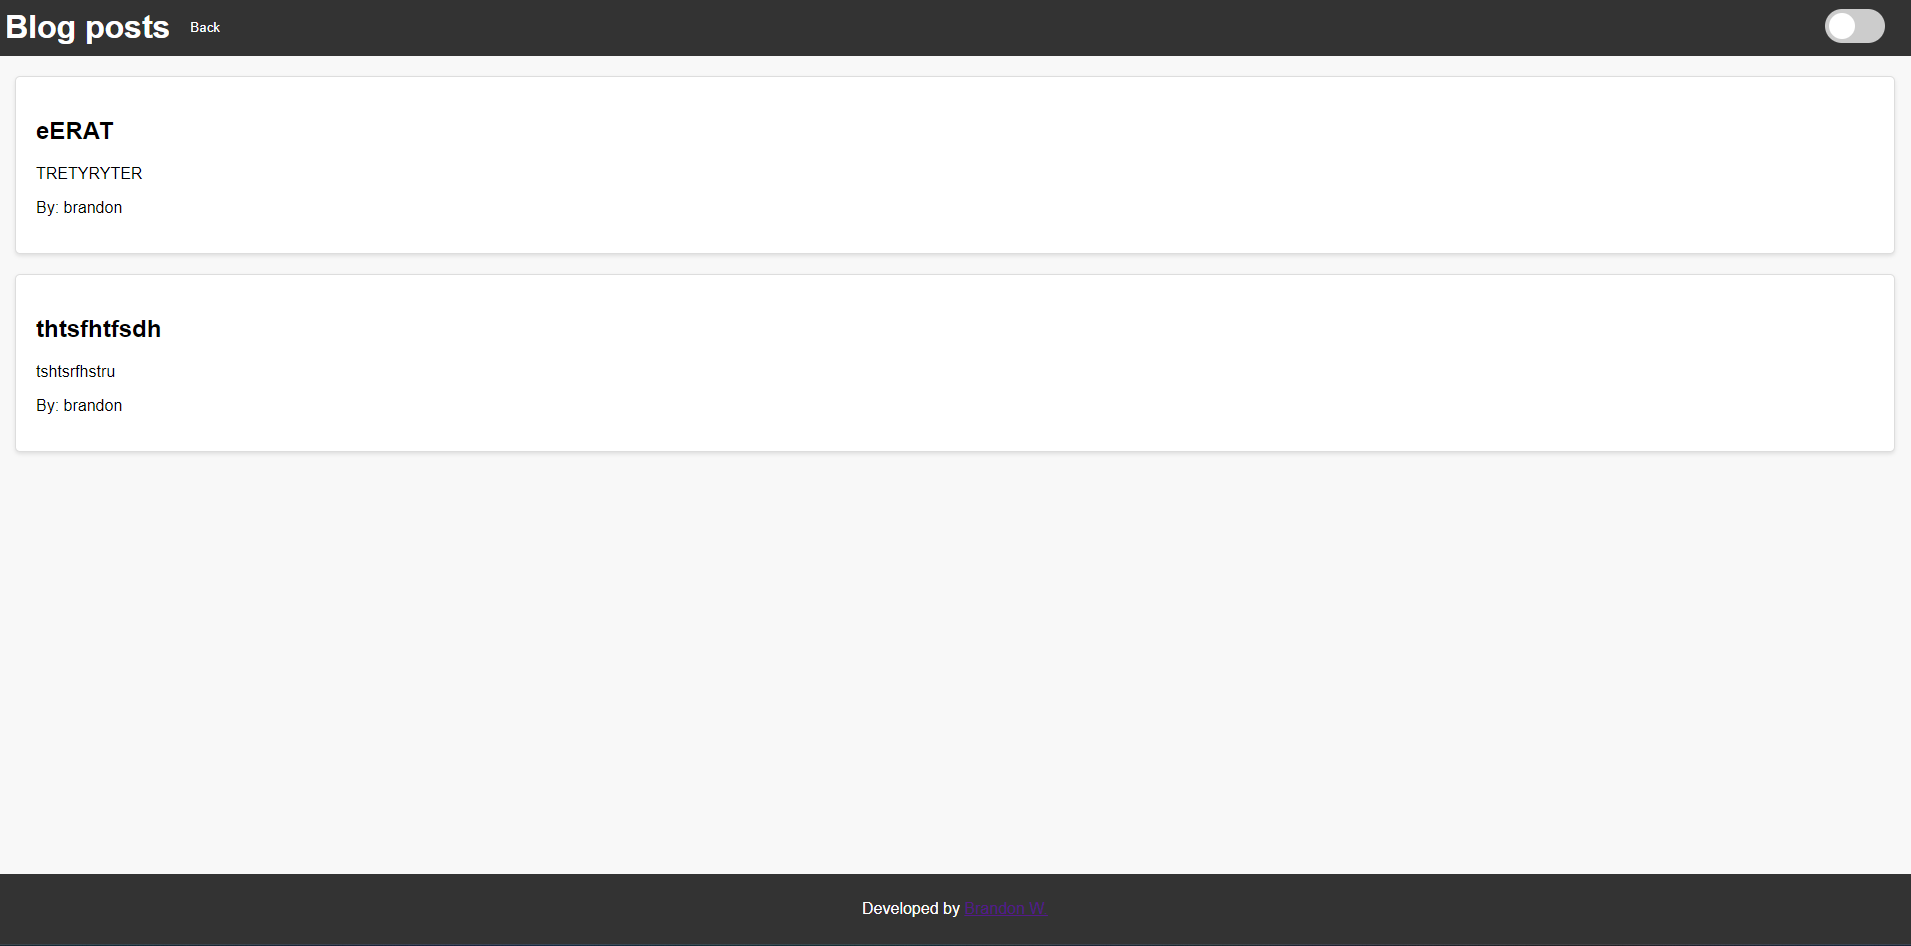 Blog posts Back
eERAT
TRETYRYTER
By: brandon
thtsfhtfsdh
tshtsrfhstru
By: brandon
Developed by Brandon W.